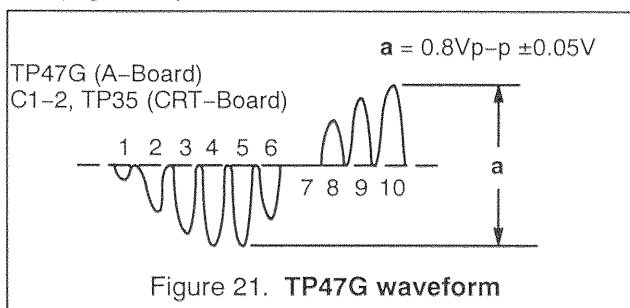 a = 0.8Vp-p ±0.05V
TP47G (A-Board)
C1-2, TP35 (CRT-Board)
1 2 3 4 5 6
7 8 9 10
a
Figure 21. TP47G waveform